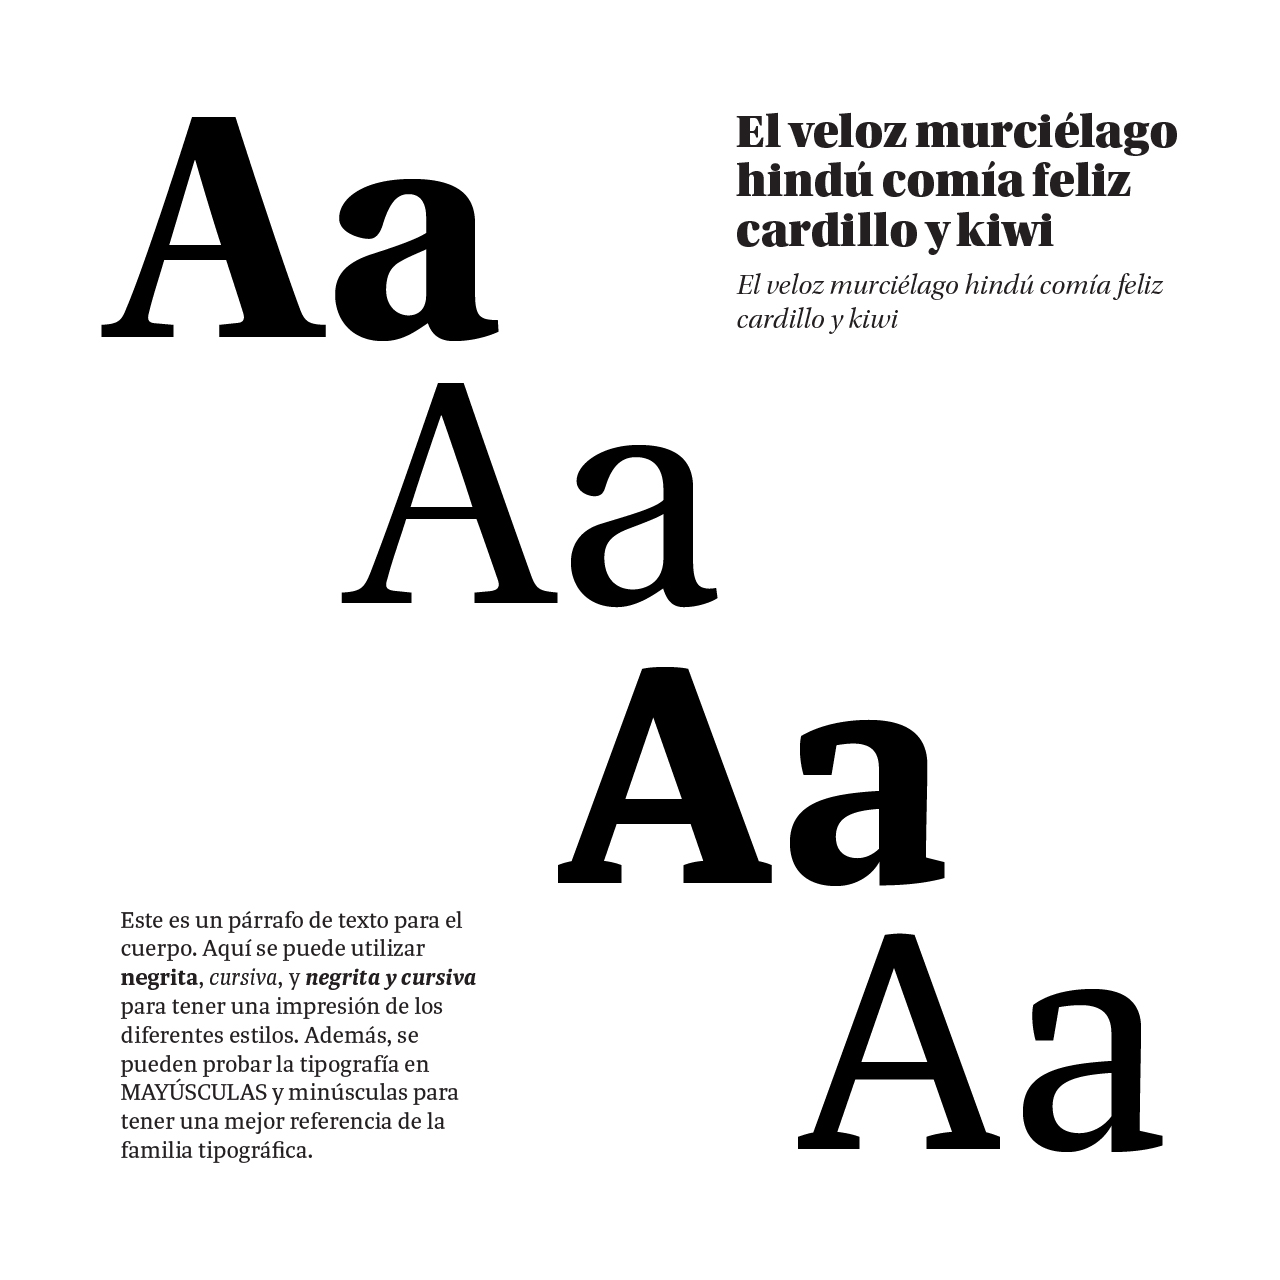 Aa
El veloz murciélago
hindú comía feliz
cardillo y kiwi
El veloz murciélago hindú comía feliz
cardillo y kiwi
Aa
Aa
Este es un párrafo de texto para el
cuerpo. Aquí se puede utilizar
negrita, cursiva, y negrita y cursiva
para tener una impresión de los
diferentes estilos. Además, se
pueden probar la tipografía en
MAYÚSCULAS y minúsculas para
tener una mejor referencia de la
familia tipográfica.
Aa